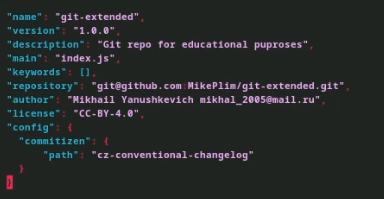 "name": "git-extended",
"version": "1.0.0",
"description": "Git repo for educational puproses",
"main": "index.js",
"keywords": [],
"repository": "git@github.com:MikePlim/git-extended.git",
"author": "Mikhail Yanushkevich mikhal_2005@mail.ru",
"license": "CC-BY-4.0",
"config": {
"commitizen": {
"path": "cz-conventional-changelog"
}
}